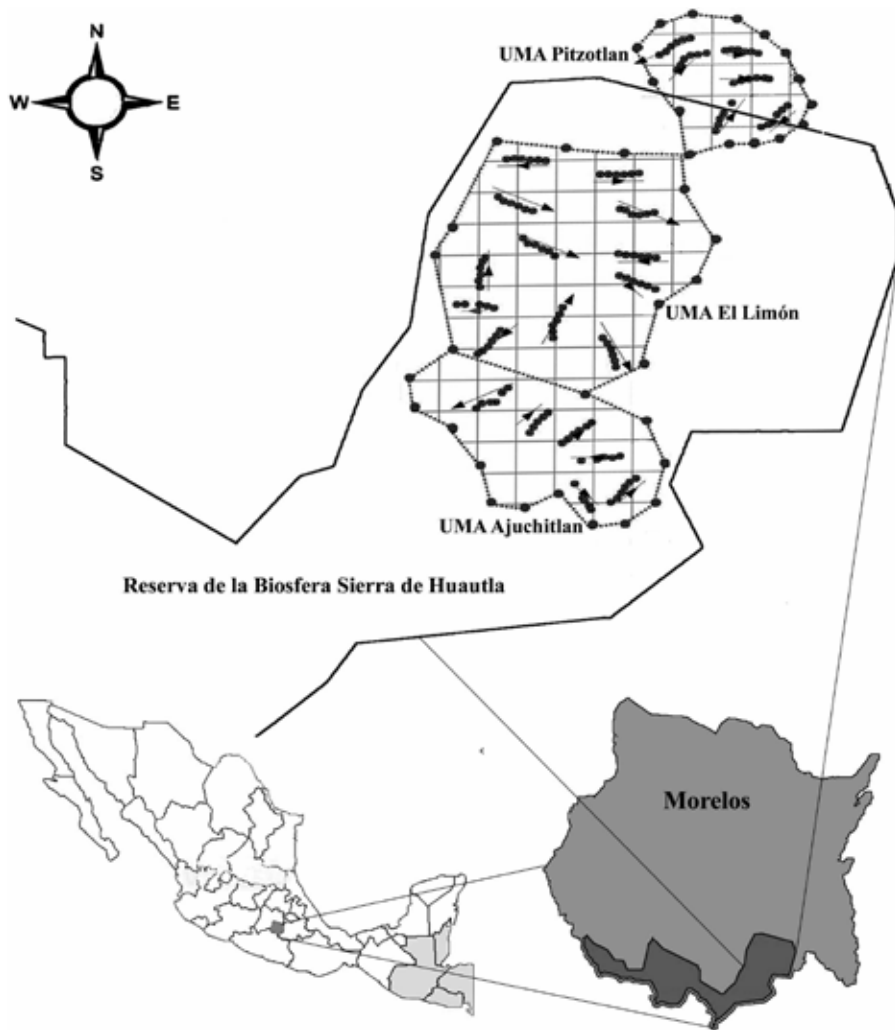 N
W E
S
UMA Pitzotlan
UMA El Limón
UMA Ajuchitlan
Reserva de la Biosfera Sierra de Huautla
Morelos